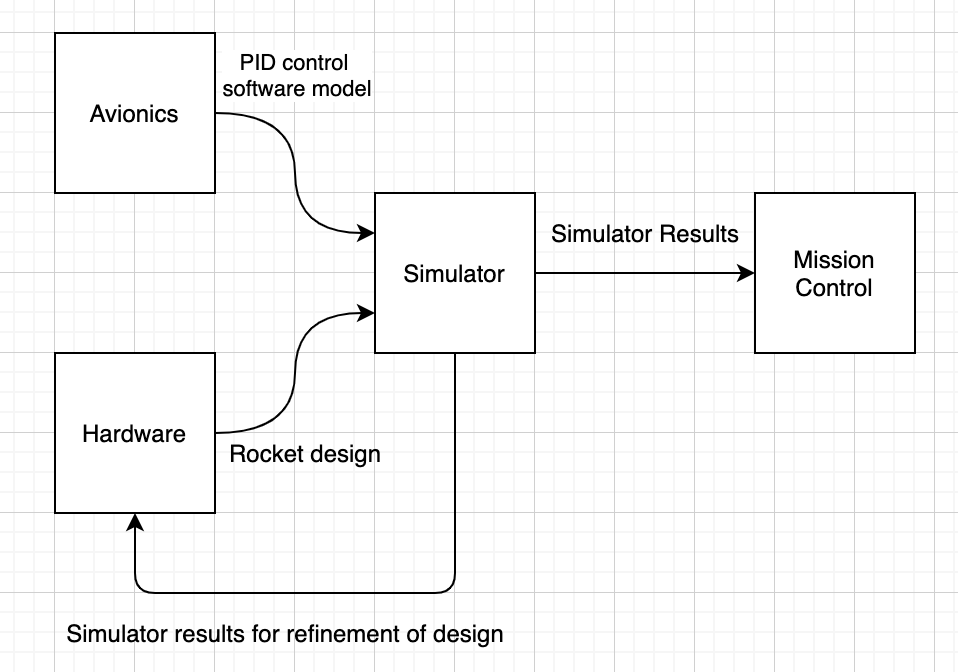 PID control
software model
Avionics
Simulator Results
Simulator
Mission
Control
Hardware
Rocket design
Simulator results for refinement of design